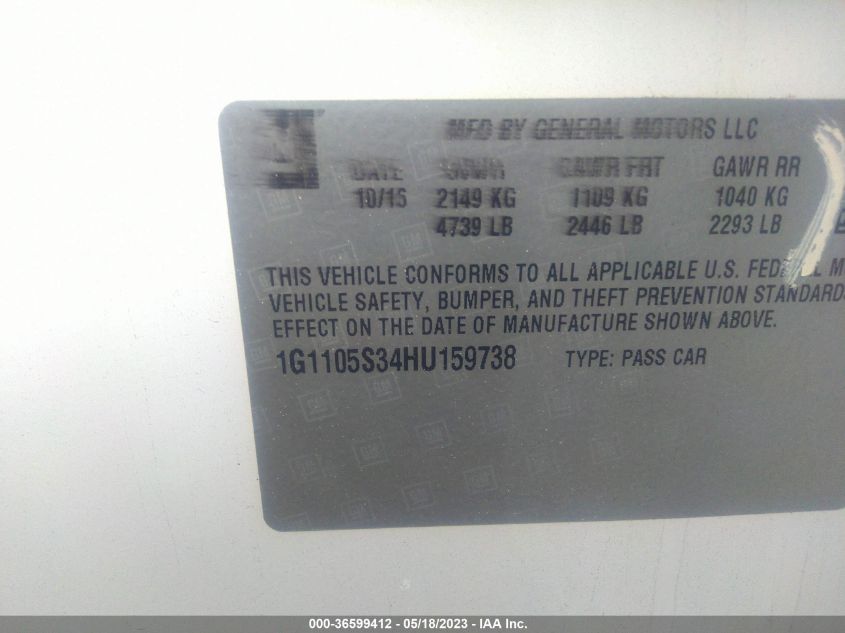 MFD BY GENERAL MOTORS LLC
DATE GVWR GAWR FRT GAWR RR
10/15 2149 KG 1109 KG 1040 KG
4739 LB 2446 LB 2293 LB
THIS VEHICLE CONFORMS TO ALL APPLICABLE U.S. FEDERAL M
VEHICLE SAFETY, BUMPER, AND THEFT PREVENTION STANDARDS
EFFECT ON THE DATE OF MANUFACTURE SHOWN ABOVE.
1G1105S34HU159738 TYPE: PASS CAR
000-36599412 - 05/18/2023 - IAA Inc.